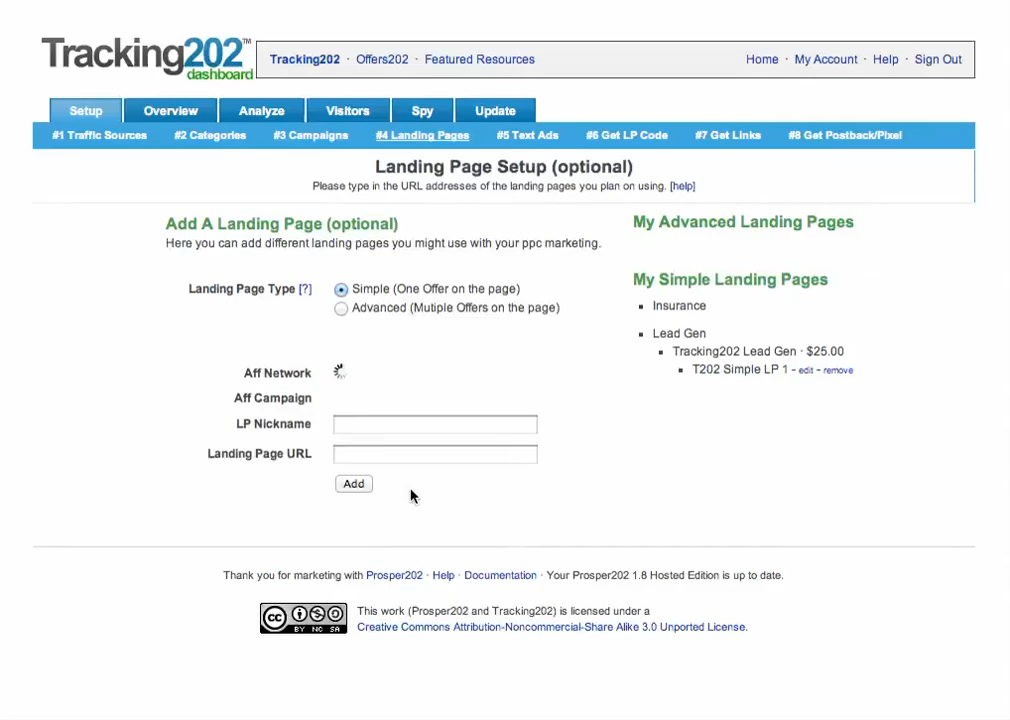 Tracking202™
dashboard
Tracking202 · Offers202 · Featured Resources
Home · My Account · Help · Sign Out
Setup Overview Analyze Visitors Spy Update
#1 Traffic Sources #2 Categories #3 Campaigns #4 Landing Pages #5 Text Ads #6 Get LP Code #7 Get Links #8 Get Postback/Pixel
Landing Page Setup (optional)
Please type in the URL addresses of the landing pages you plan on using. [help]
Add A Landing Page (optional)
Here you can add different landing pages you might use with your ppc marketing.
Landing Page Type [?]
Simple (One Offer on the page)
Advanced (Mutiple Offers on the page)
Aff Network
Aff Campaign
LP Nickname
Landing Page URL
Add
My Advanced Landing Pages
My Simple Landing Pages
Insurance
Lead Gen
Tracking202 Lead Gen · $25.00
T202 Simple LP 1 - edit - remove
Thank you for marketing with Prosper202 · Help · Documentation · Your Prosper202 1.8 Hosted Edition is up to date.
cc BY NC SA
This work (Prosper202 and Tracking202) is licensed under a
Creative Commons Attribution-Noncommercial-Share Alike 3.0 Unported License.